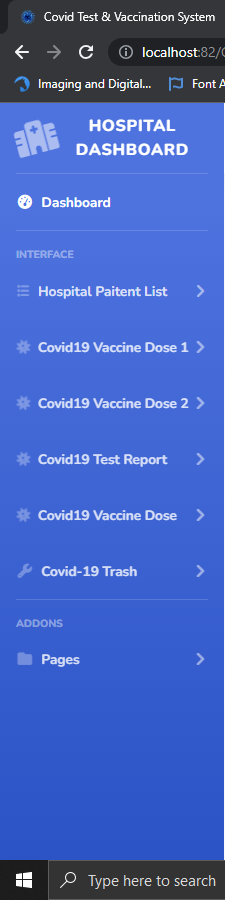 Covid Test & Vaccination System
localhost:82/
Imaging and Digital...
Font A
HOSPITAL
DASHBOARD
Dashboard
INTERFACE
Hospital Paitent List
Covid19 Vaccine Dose 1
Covid19 Vaccine Dose 2
Covid19 Test Report
Covid19 Vaccine Dose
Covid-19 Trash
ADDONS
Pages
Type here to search